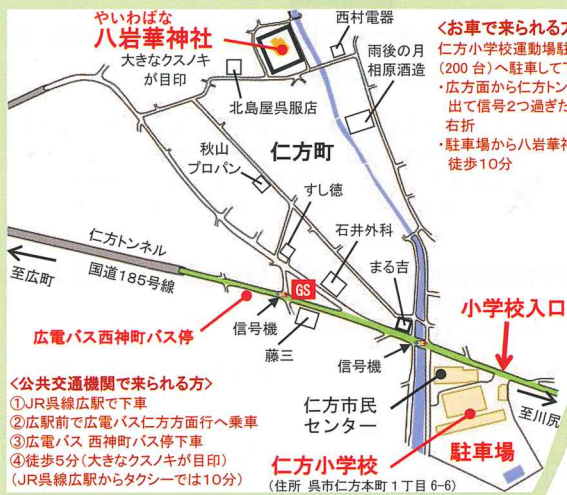 やいわばな
八岩華神社
大きなクスノキ
が目印
西村電器
雨後の月
相原酒造
北島屋呉服店
<お車で来られる方
仁方小学校運動場駐
(200台)へ駐車して
・広方面から仁方トン
出て信号2つ過ぎた
右折
・駐車場から八岩華神
徒歩10分
仁方町
秋山
プロパン
すし徳
石井外科
まる吉
仁方トンネル
国道185号線
至広町
GS
小学校入口
広電バス西神町バス停
信号機
藤三
信号機
至川尻
<公共交通機関で来られる方>
①JR呉線広駅で下車
②広駅前で広電バス仁方方面行へ乗車
③広電バス 西神町バス停下車
④徒歩5分(大きなクスノキが目印)
(JR呉線広駅からタクシーでは10分)
仁方市民
センター
駐車場
仁方小学校
(住所 呉市仁方本町1丁目6-6)